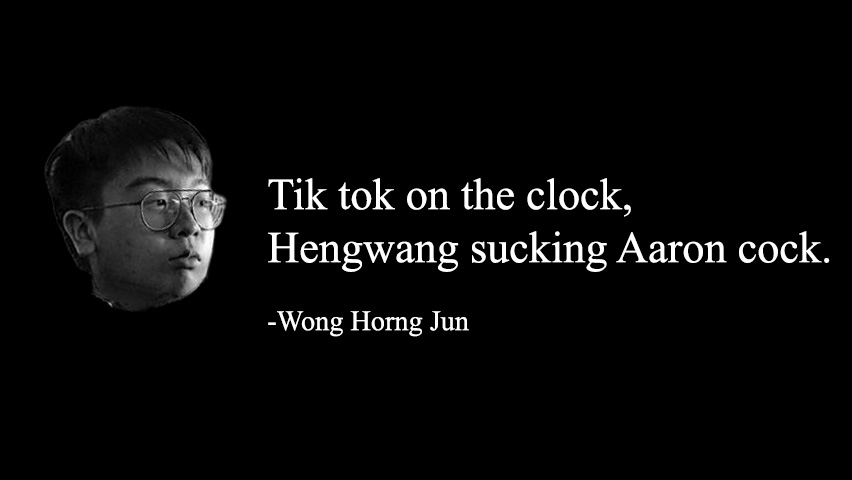 Tik tok on the clock,
Hengwang sucking Aaron cock.
-Wong Horng Jun